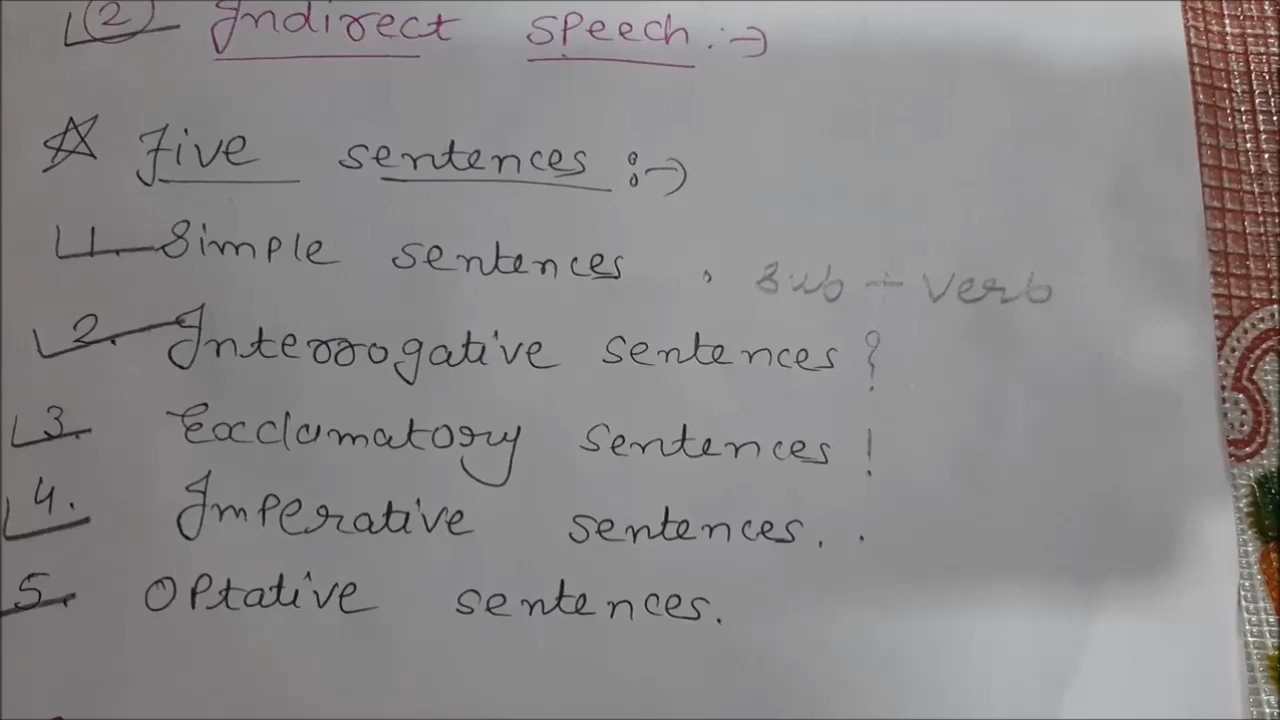 (2) Indirect speech :→
☆ Five sentences :→
1. Simple sentences , sub + verb
2. Interrogative sentences?
3. Exclamatory sentences!
4. Imperative sentences. .
5. Optative sentences.